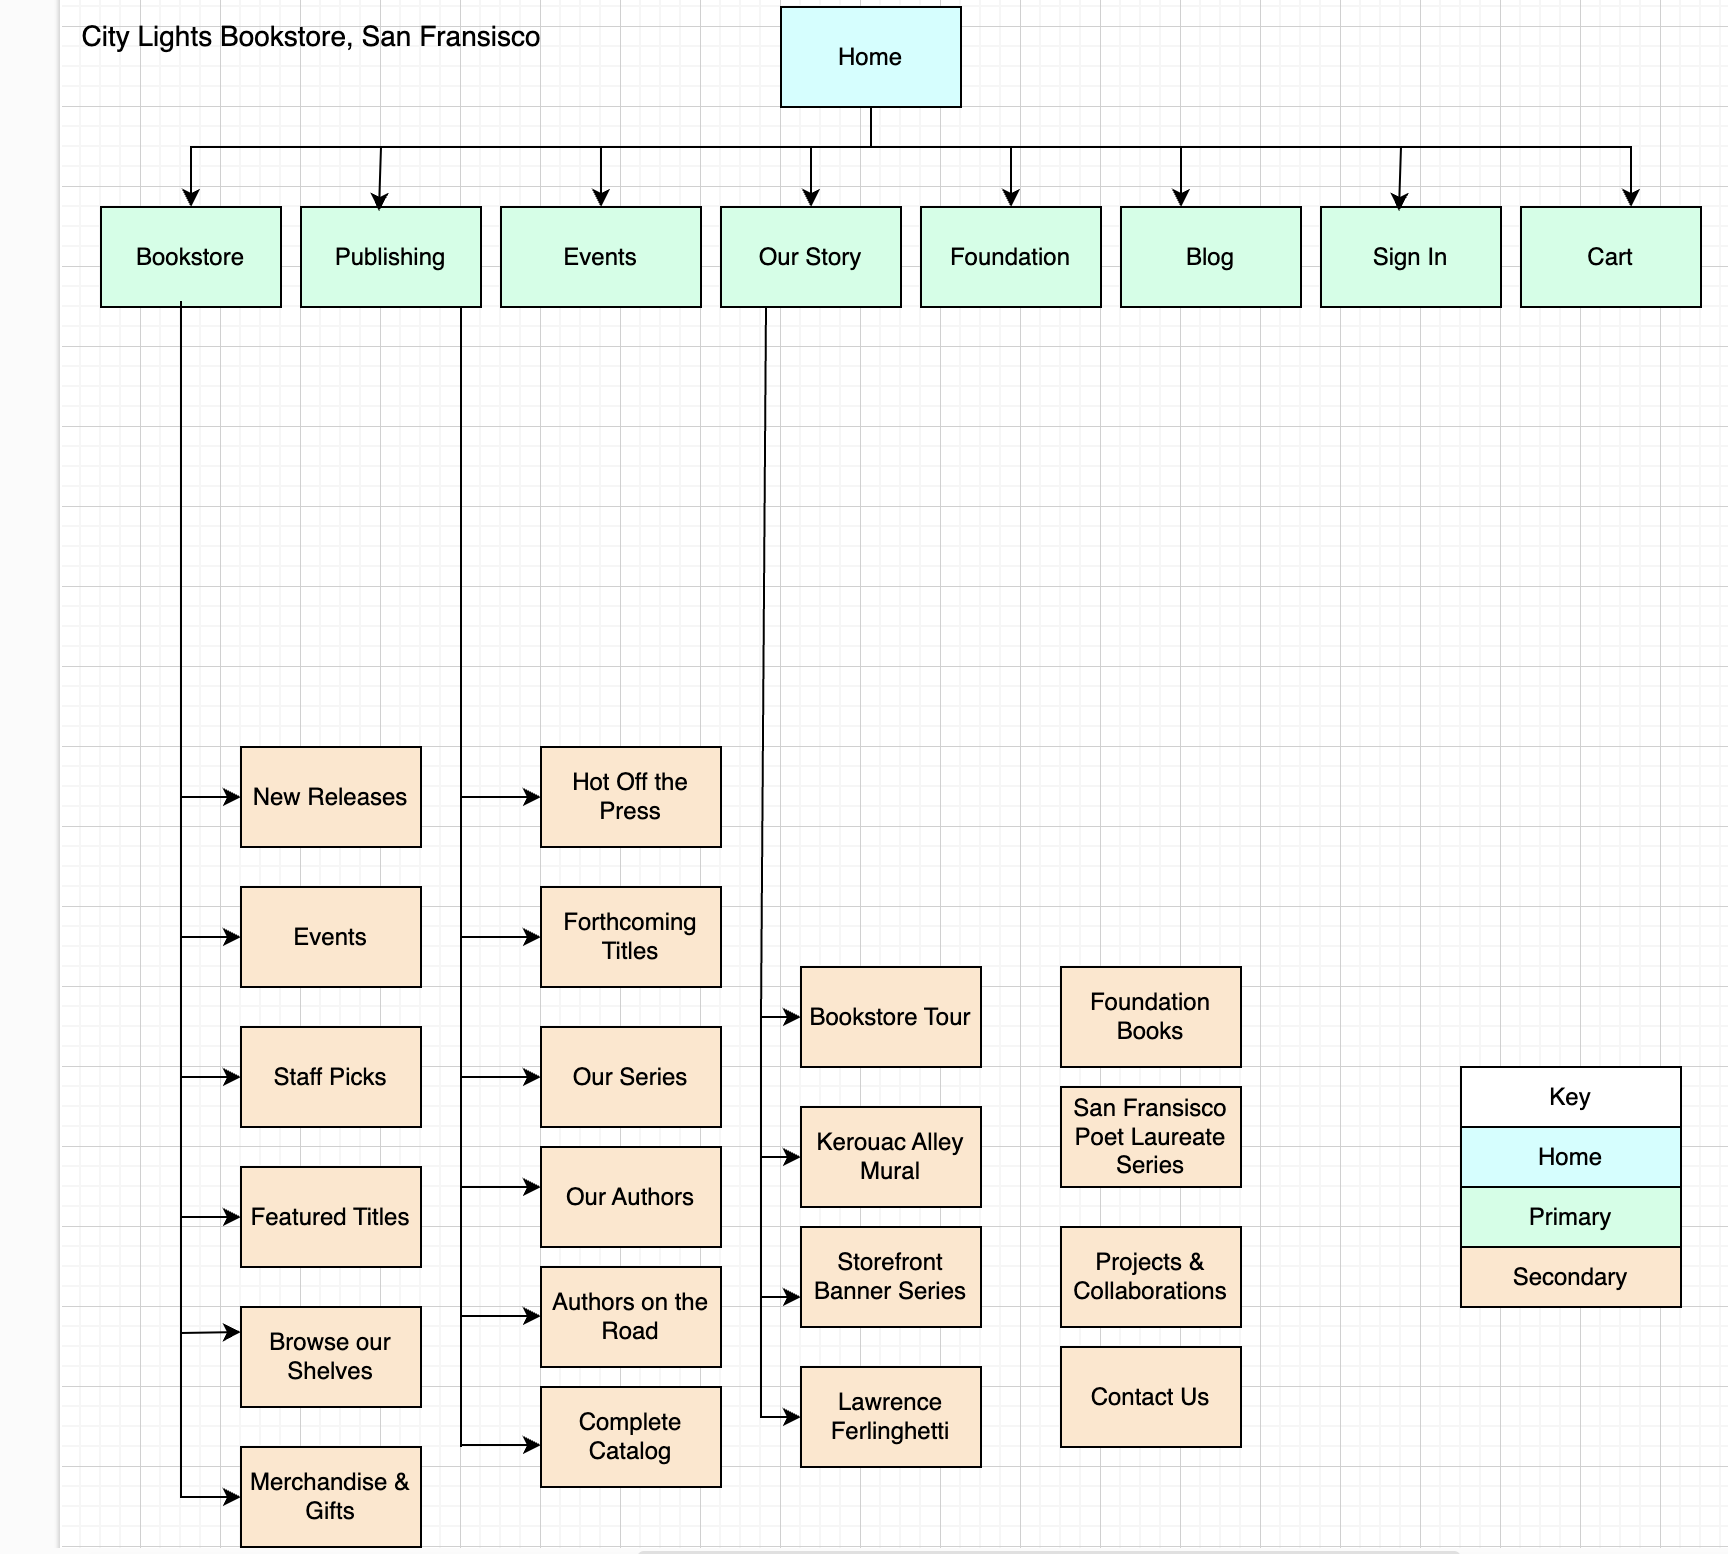 City Lights Bookstore, San Fransisco
Home
Bookstore
Publishing
Events
Our Story
Foundation
Blog
Sign In
Cart
New Releases
Events
Staff Picks
Featured Titles
Browse our
Shelves
Merchandise &
Gifts
Hot Off the
Press
Forthcoming
Titles
Our Series
Our Authors
Authors on the
Road
Complete
Catalog
Bookstore Tour
Kerouac Alley
Mural
Storefront
Banner Series
Lawrence
Ferlinghetti
Foundation
Books
San Fransisco
Poet Laureate
Series
Projects &
Collaborations
Contact Us
Key
Home
Primary
Secondary